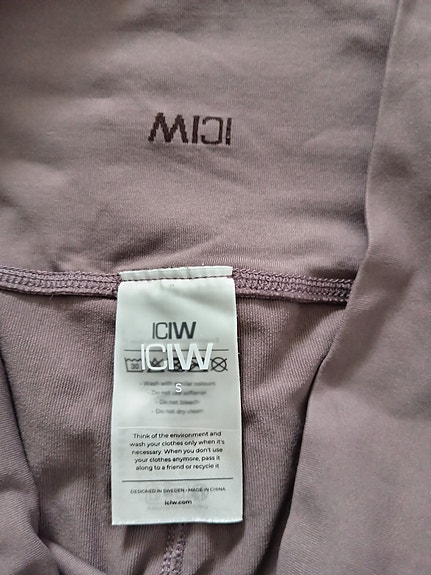 ICIW
ICIW
ICIW
30
S
- Wash with similar colours
- Do not use softener
- Do not bleach
- Do not dry clean
Think of the environment and
wash your clothes only when it's
necessary. When you don't use
your clothes anymore, pass it
along to a friend or recycle it
DESIGNED IN SWEDEN • MADE IN CHINA
iciw.com